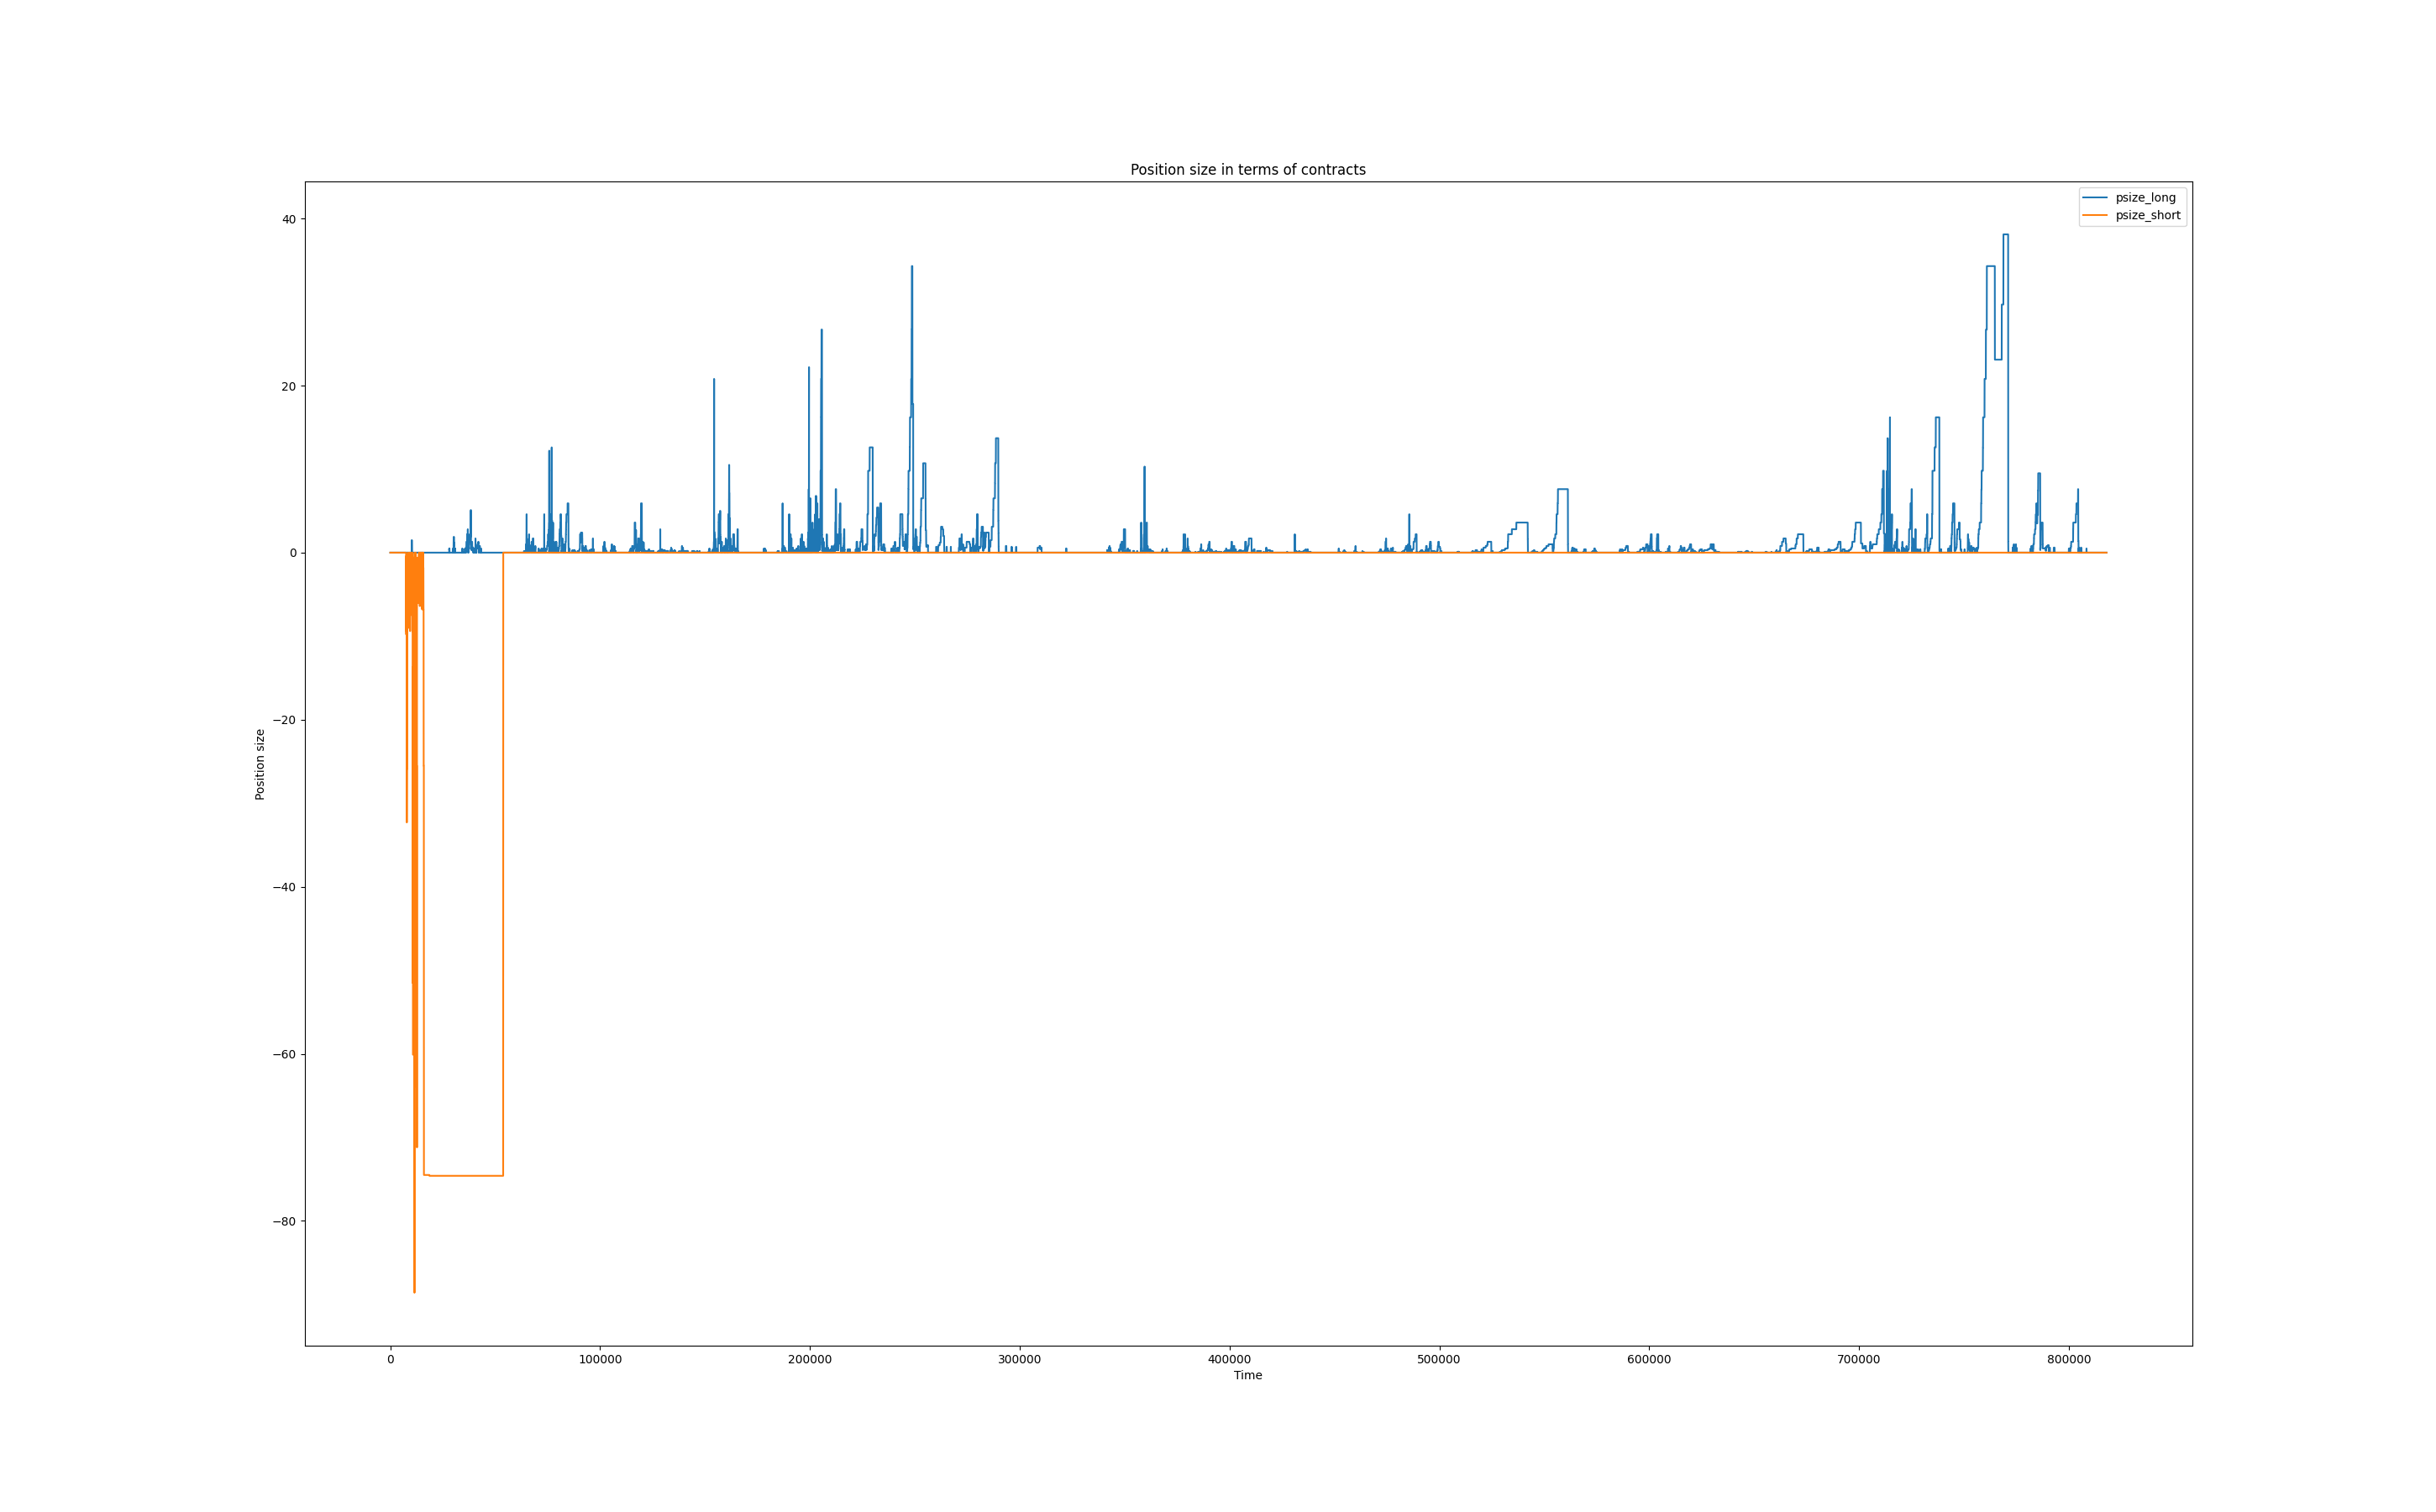 Position size in terms of contracts
psize_long
psize_short
40
20
0
−20
−40
−60
−80
Position size
0 100000 200000 300000 400000 500000 600000 700000 800000
Time